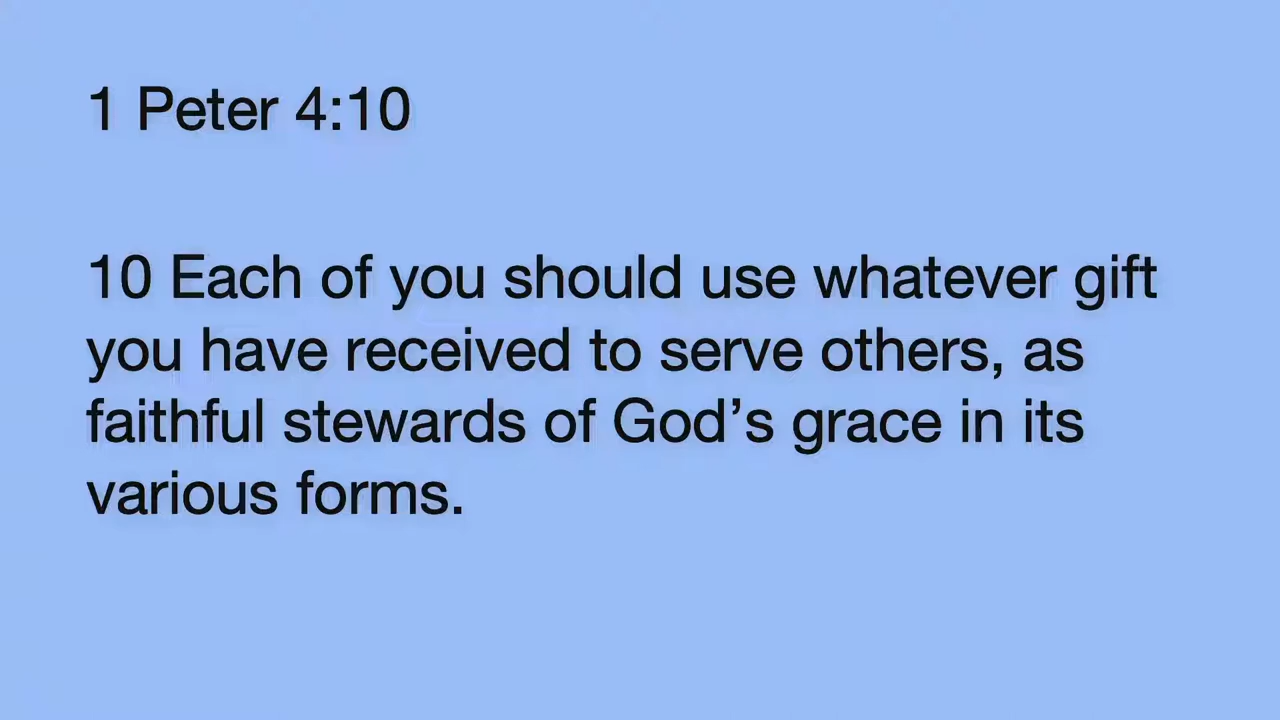 1 Peter 4:10
10 Each of you should use whatever gift
you have received to serve others, as
faithful stewards of God’s grace in its
various forms.